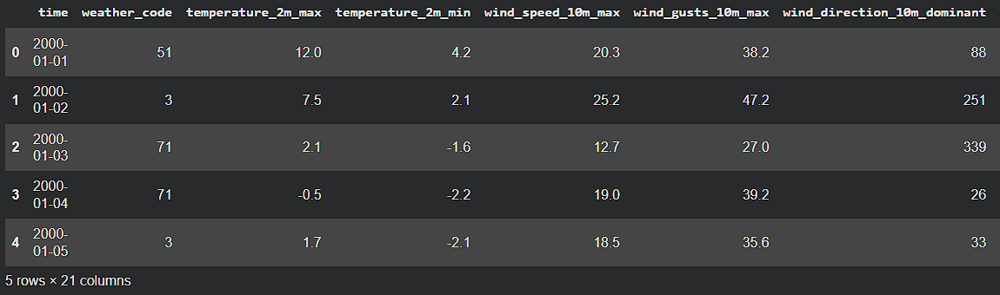 time weather_code temperature_2m_max temperature_2m_min wind_speed_10m_max wind_gusts_10m_max wind_direction_10m_dominant
0 2000-01-01 51 12.0 4.2 20.3 38.2 88
1 2000-01-02 3 7.5 2.1 25.2 47.2 251
2 2000-01-03 71 2.1 -1.6 12.7 27.0 339
3 2000-01-04 71 -0.5 -2.2 19.0 39.2 26
4 2000-01-05 3 1.7 -2.1 18.5 35.6 33
5 rows × 21 columns